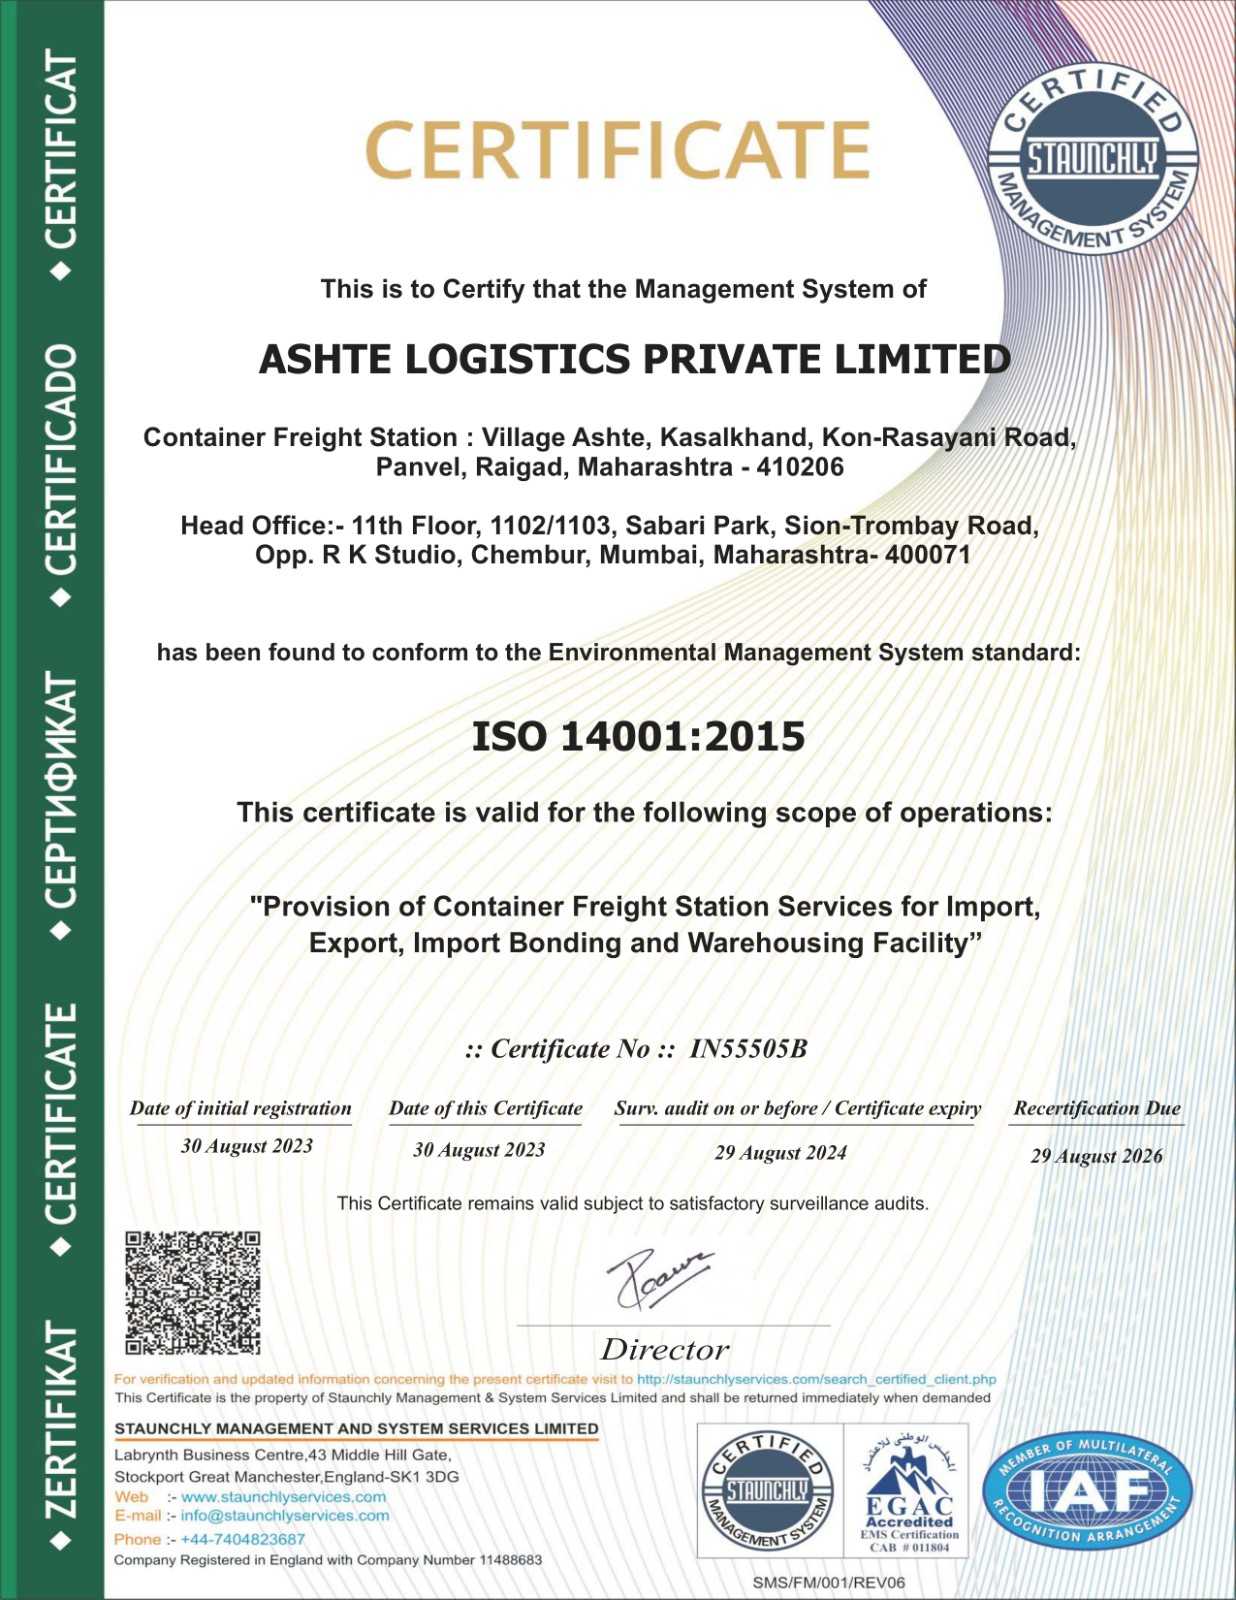 ◆ ZERTIFIKAT ◆ CERTIFICATE ◆ СЕРТИФИКАТ ◆ CERTIFICADO ◆ CERTIFICAT
CERTIFIED
STAUNCHLY
MANAGEMENT SYSTEM
CERTIFICATE
This is to Certify that the Management System of
ASHTE LOGISTICS PRIVATE LIMITED
Container Freight Station : Village Ashte, Kasalkhand, Kon-Rasayani Road,
Panvel, Raigad, Maharashtra - 410206
Head Office:- 11th Floor, 1102/1103, Sabari Park, Sion-Trombay Road,
Opp. R K Studio, Chembur, Mumbai, Maharashtra- 400071
has been found to conform to the Environmental Management System standard:
ISO 14001:2015
This certificate is valid for the following scope of operations:
"Provision of Container Freight Station Services for Import,
Export, Import Bonding and Warehousing Facility”
:: Certificate No :: IN55505B
Date of initial registration Date of this Certificate Surv. audit on or before / Certificate expiry Recertification Due
30 August 2023 30 August 2023 29 August 2024 29 August 2026
This Certificate remains valid subject to satisfactory surveillance audits.
Director
For verification and updated information concerning the present certificate visit to http://staunchlyservices.com/search_certified_client.php
This Certificate is the property of Staunchly Management & System Services Limited and shall be returned immediately when demanded
STAUNCHLY MANAGEMENT AND SYSTEM SERVICES LIMITED
Labrynth Business Centre,43 Middle Hill Gate,
Stockport Great Manchester,England-SK1 3DG
Web :- www.staunchlyservices.com
E-mail :- info@staunchlyservices.com
Phone :- +44-7404823687
Company Registered in England with Company Number 11488683
CERTIFIED
STAUNCHLY
MANAGEMENT SYSTEM
المجلس الوطني للاعتماد
EGAC
Accredited
EMS Certification
CAB # 011804
MEMBER OF MULTILATERAL
IAF
RECOGNITION ARRANGEMENT
SMS/FM/001/REV06